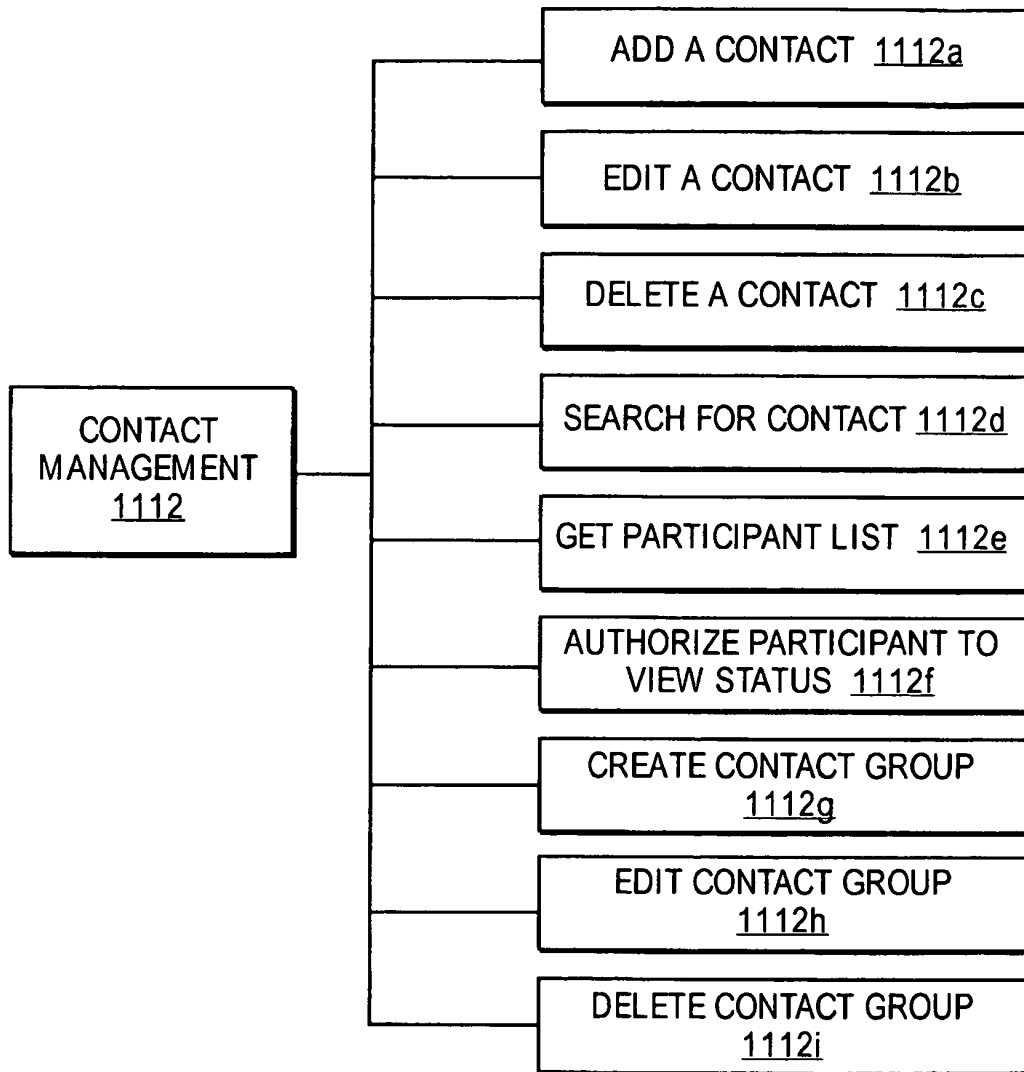 ADD A CONTACT 1112a
EDIT A CONTACT 1112b
DELETE A CONTACT 1112c
SEARCH FOR CONTACT 1112d
CONTACT
MANAGEMENT
1112
GET PARTICIPANT LIST 1112e
AUTHORIZE PARTICIPANT TO
VIEW STATUS 1112f
CREATE CONTACT GROUP
1112g
EDIT CONTACT GROUP
1112h
DELETE CONTACT GROUP
1112i